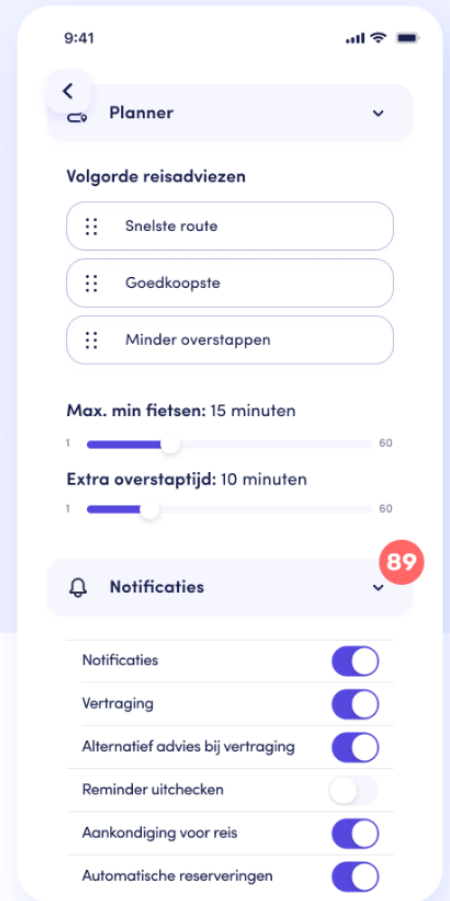 9:41
Planner
Volgorde reisadviezen
Snelste route
Goedkoopste
Minder overstappen
Max. min fietsen: 15 minuten
1 60
Extra overstaptijd: 10 minuten
1 60
89
Notificaties
Notificaties
Vertraging
Alternatief advies bij vertraging
Reminder uitchecken
Aankondiging voor reis
Automatische reserveringen